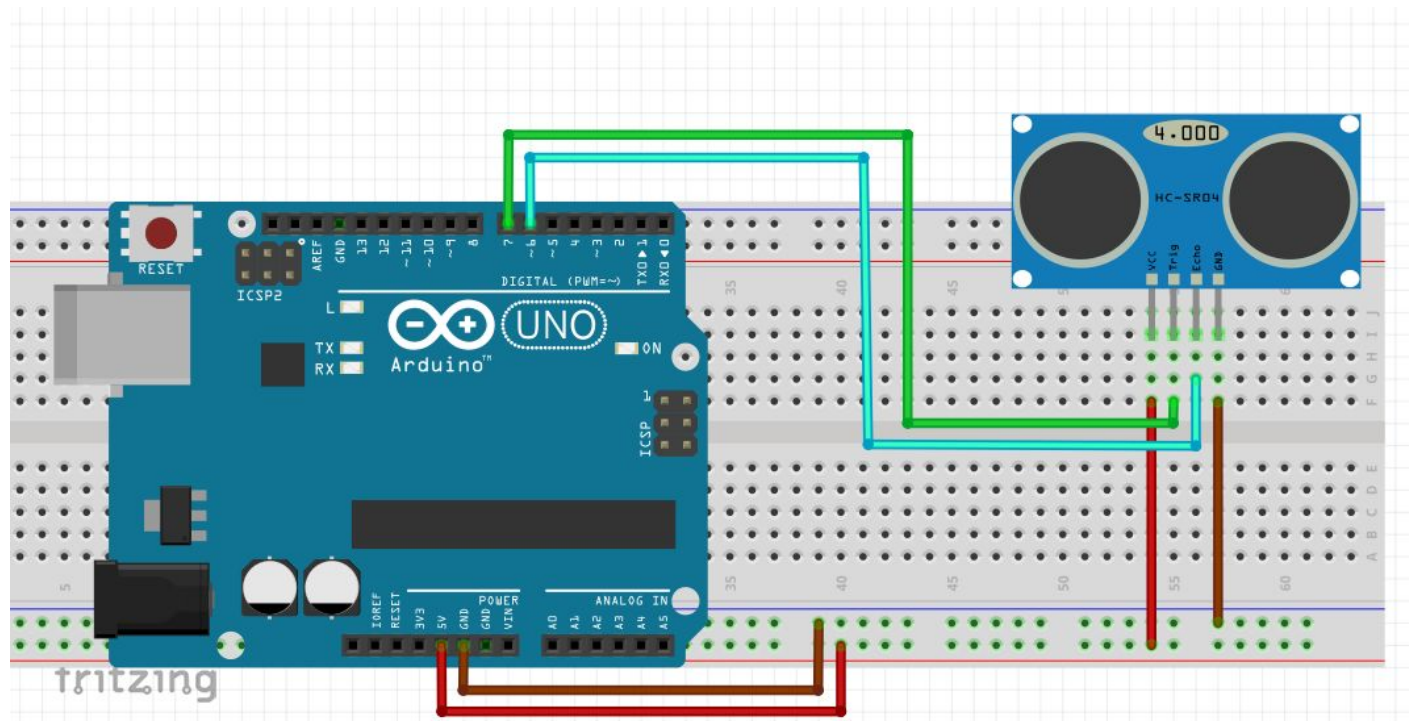 4.000
HC-SR04
VCC
Trig
Echo
GND
RESET
ICSP2
AREF
GND
13
12
~11
~10
~9
8
7
~6
~5
4
~3
2
TX0▶1
RX0◀0
DIGITAL (PWM=~)
L
TX
RX
Arduino™
UNO
ON
1
ICSP
35
40
45
J
I
H
G
F
E
D
C
B
A
5
35
40
45
50
55
60
IOREF
RESET
3V3
5V
GND
GND
VIN
POWER
ANALOG IN
A0
A1
A2
A3
A4
A5
fritzing